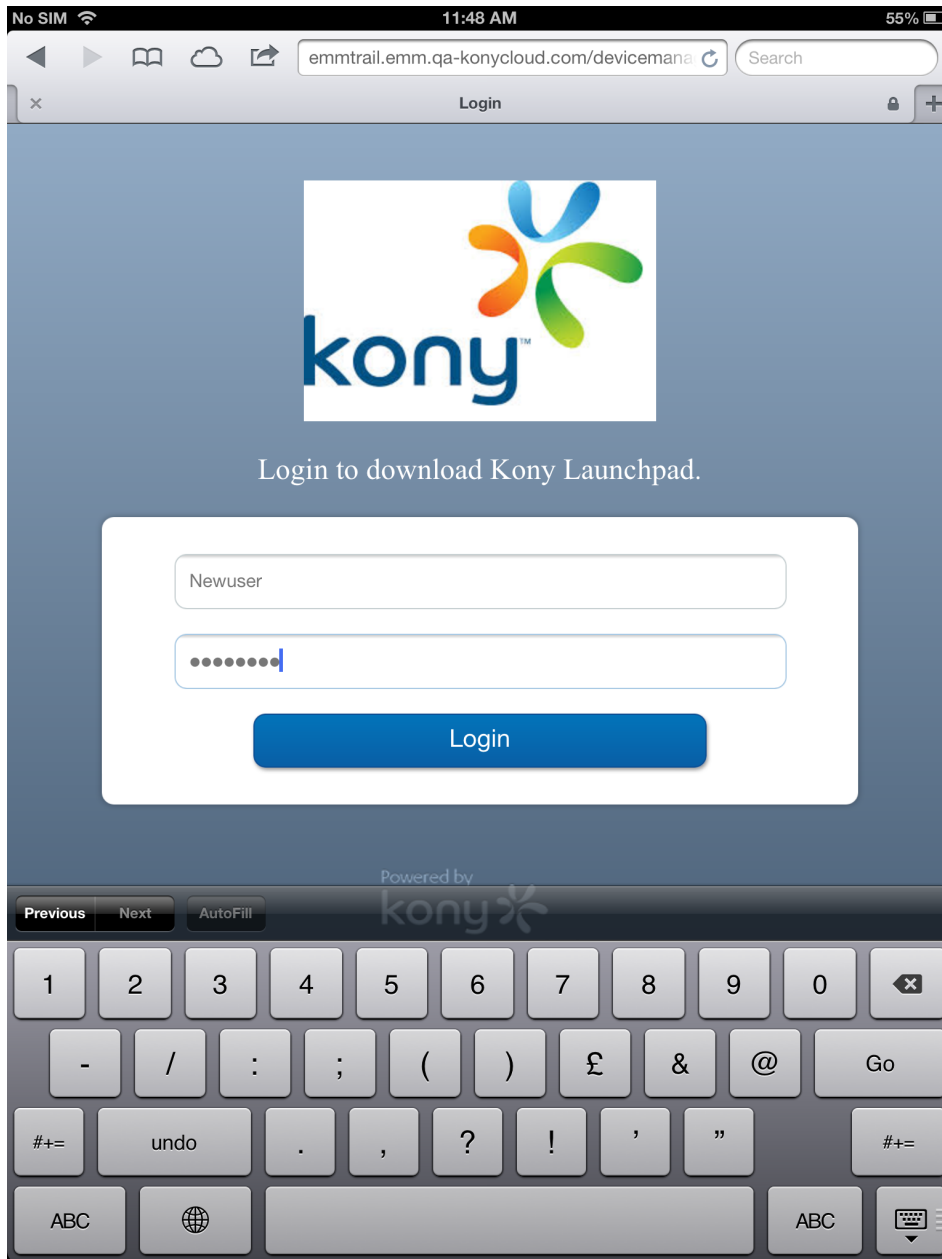 No SIM 11:48 AM 55%
emmtrail.emm.qa-konycloud.com/devicemana Search
Login
kony™
Login to download Kony Launchpad.
Newuser
••••••••
Login
Powered by
kony
Previous Next AutoFill
1 2 3 4 5 6 7 8 9 0
- / : ; ( ) £ & @ Go
#+= undo . , ? ! ’ ” #+=
ABC ABC